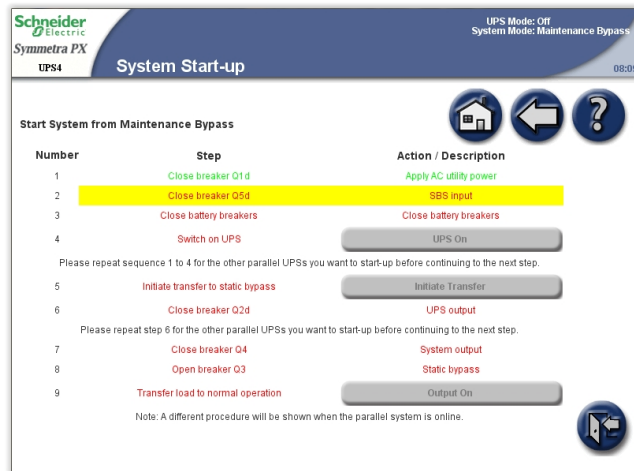 Schneider
Electric
Symmetra PX
UPS4
System Start-up
UPS Mode: Off
System Mode: Maintenance Bypass
08:09
Start System from Maintenance Bypass
?
Number Step Action / Description
1 Close breaker Q1d Apply AC utility power
2 Close breaker Q5d SBS input
3 Close battery breakers Close battery breakers
4 Switch on UPS UPS On
Please repeat sequence 1 to 4 for the other parallel UPSs you want to start-up before continuing to the next step.
5 Initiate transfer to static bypass Initiate Transfer
6 Close breaker Q2d UPS output
Please repeat step 6 for the other parallel UPSs you want to start-up before continuing to the next step.
7 Close breaker Q4 System output
8 Open breaker Q3 Static bypass
9 Transfer load to normal operation Output On
Note: A different procedure will be shown when the parallel system is online.